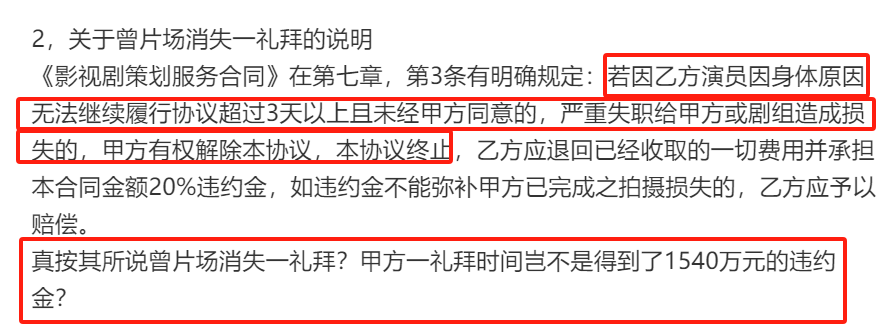 2，关于曾片场消失一礼拜的说明
《影视剧策划服务合同》在第七章，第3条有明确规定：若因乙方演员因身体原因
无法继续履行协议超过3天以上且未经甲方同意的，严重失职给甲方或剧组造成损
失的，甲方有权解除本协议，本协议终止，乙方应退回已经收取的一切费用并承担
本合同金额20%违约金，如违约金不能弥补甲方已完成之拍摄损失的，乙方应予以
赔偿。
真按其所说曾片场消失一礼拜？甲方一礼拜时间岂不是得到了1540万元的违约
金？